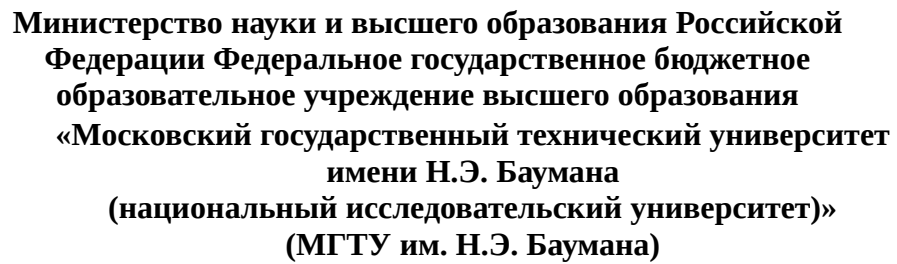 Министерство науки и высшего образования Российской
Федерации Федеральное государственное бюджетное
образовательное учреждение высшего образования
«Московский государственный технический университет
имени Н.Э. Баумана
(национальный исследовательский университет)»
(МГТУ им. Н.Э. Баумана)